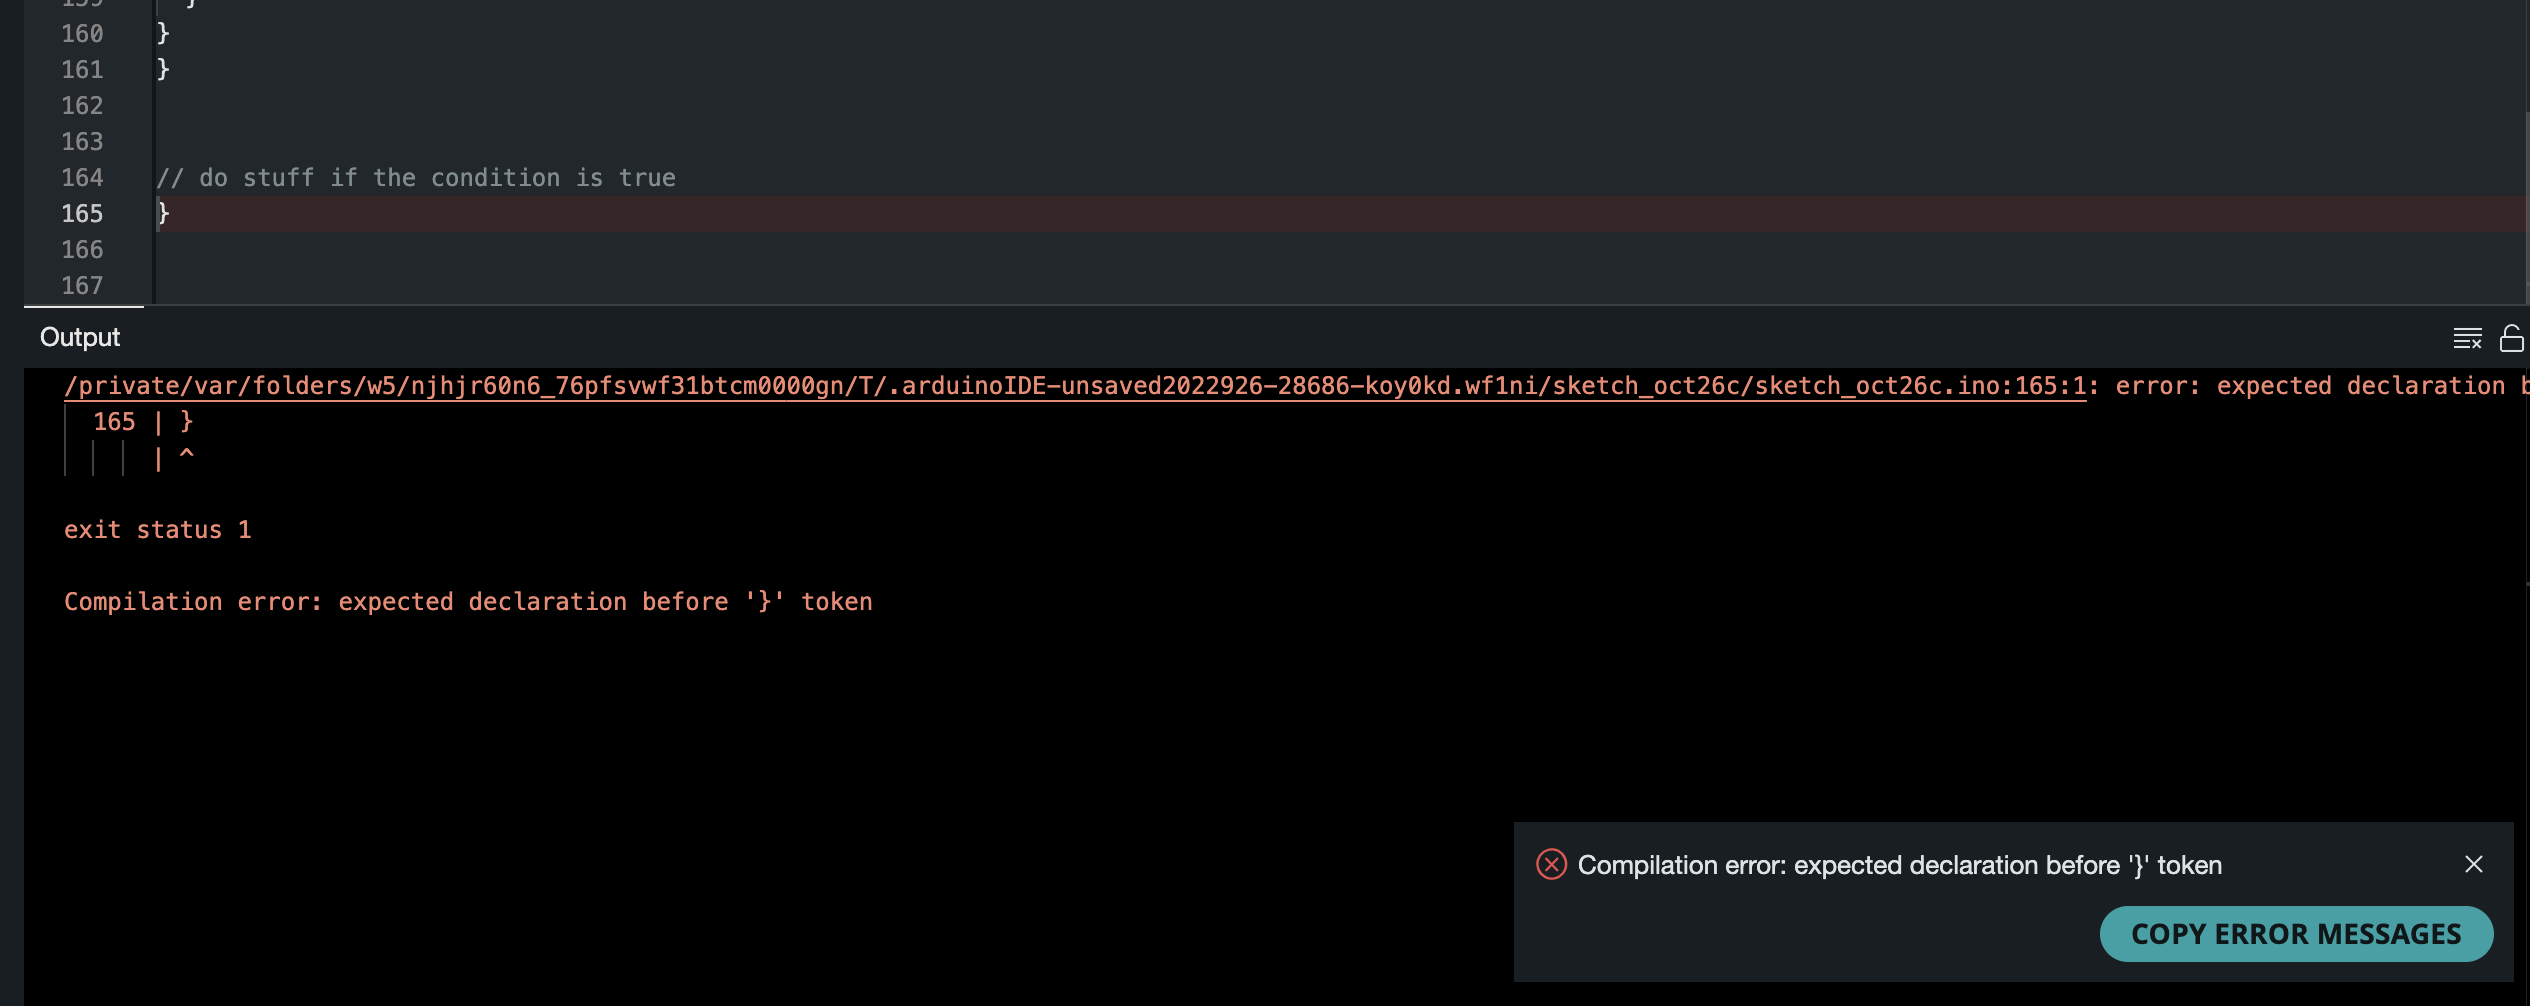 159 }
160 }
161 }
162
163
164 // do stuff if the condition is true
165 }
166
167
Output
/private/var/folders/w5/njhjr60n6_76pfsvwf31btcm0000gn/T/.arduinoIDE-unsaved2022926-28686-koy0kd.wf1ni/sketch_oct26c/sketch_oct26c.ino:165:1: error: expected declaration
165 | }
| ^
exit status 1
Compilation error: expected declaration before '}' token
Compilation error: expected declaration before '}' token
COPY ERROR MESSAGES